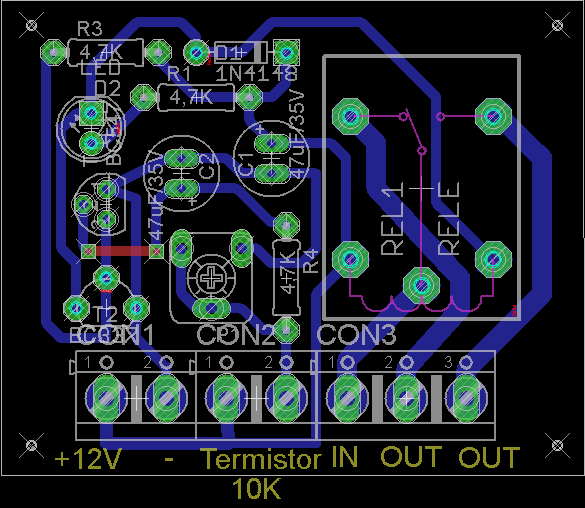 R3
4,7K
D1
1N4148
LED
D2
R1
4,7K
47uF/35V
C1
C2
47uF/35V
REL1
RELE
R4
4,7K
T2
CON1
CON2
CON3
1
2
1
2
1
2
3
+12V
-
Termistor
IN
OUT
OUT
10K